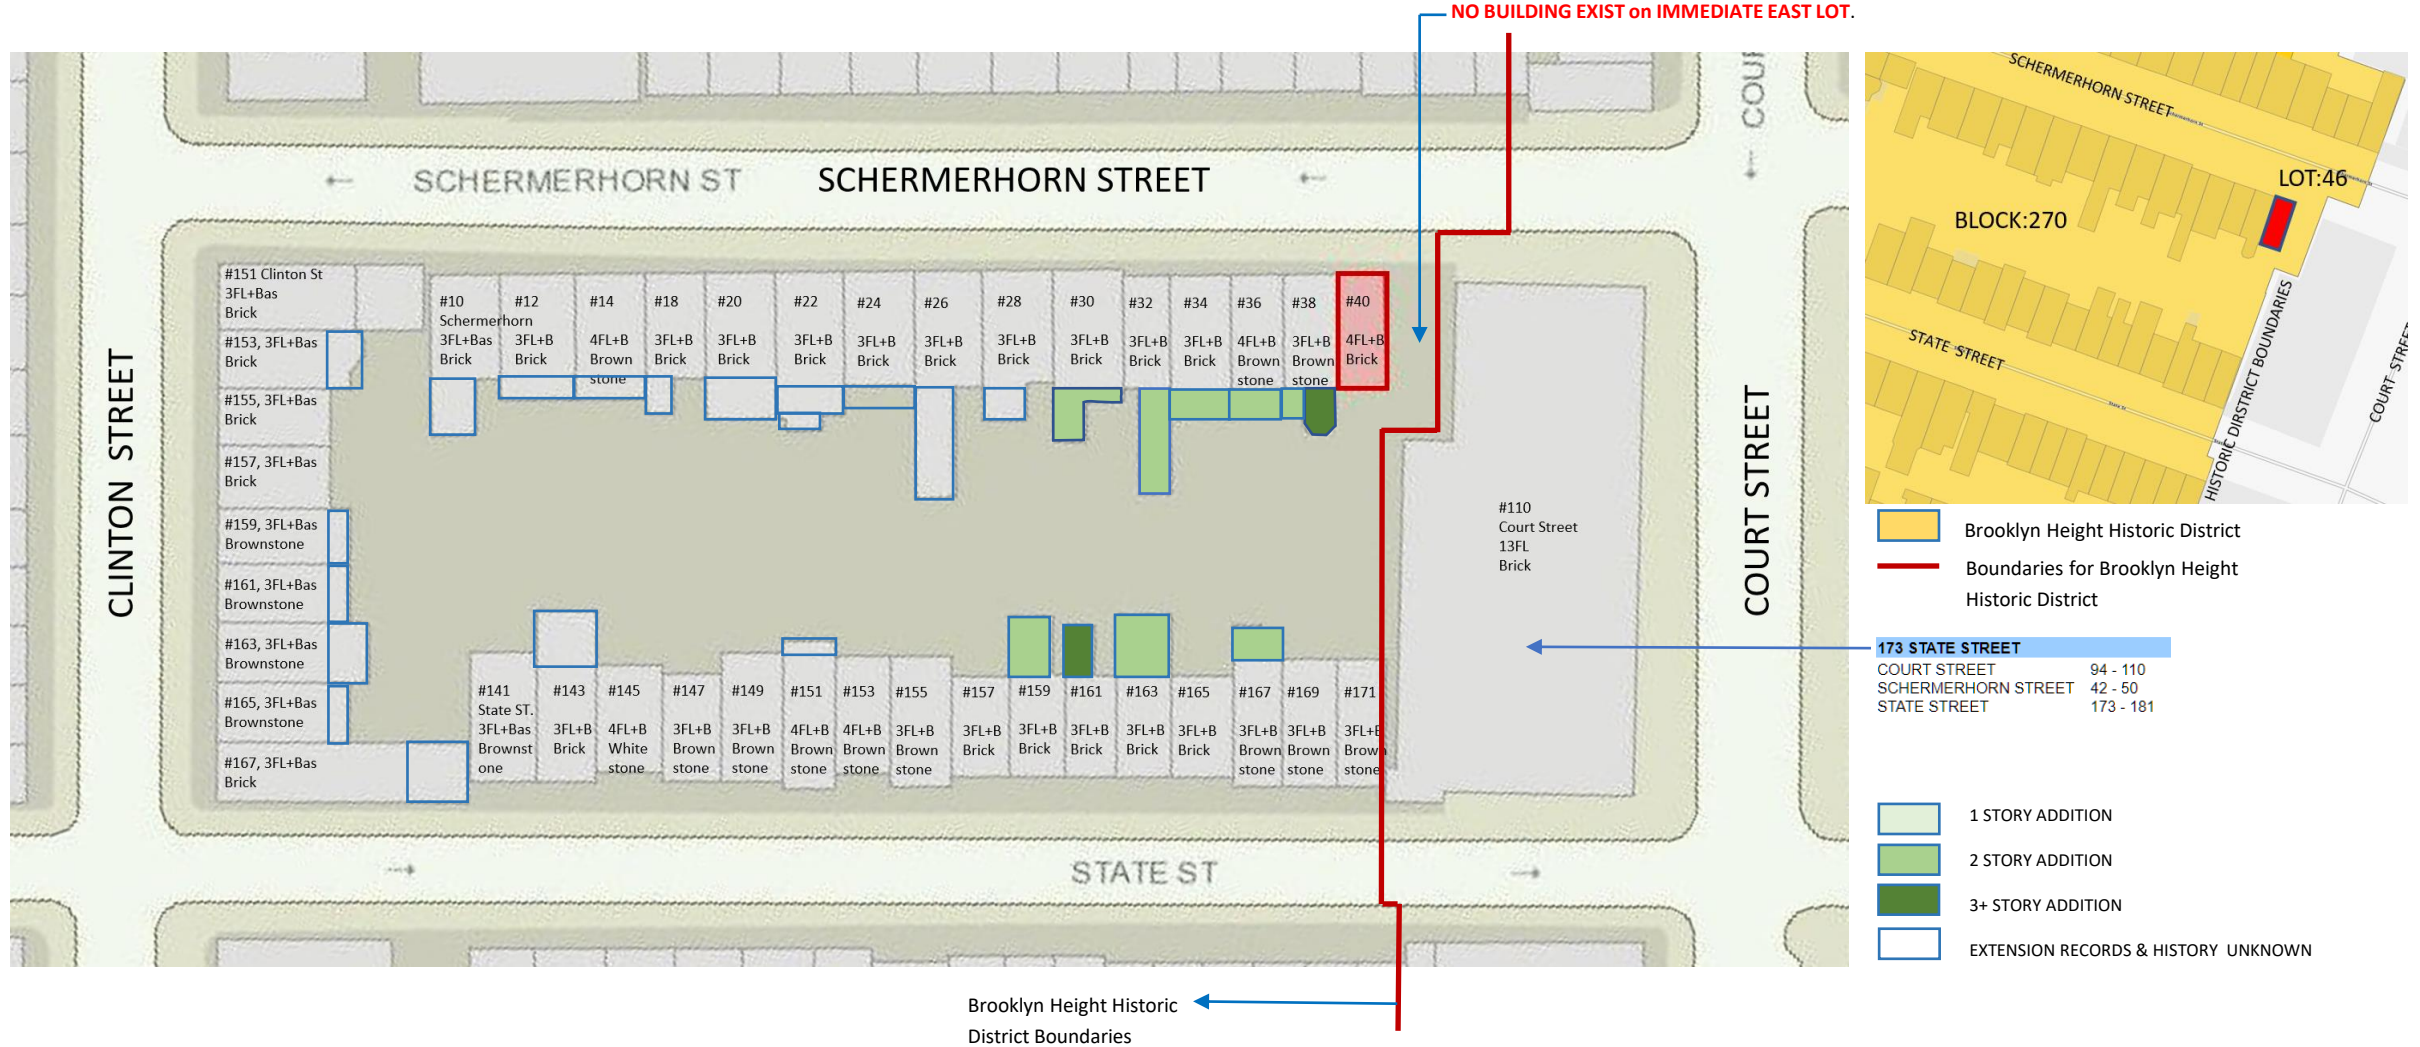 NO BUILDING EXIST on IMMEDIATE EAST LOT.
SCHERMERHORN ST
SCHERMERHORN STREET
COUR
CLINTON STREET
COURT STREET
STATE ST
#151 Clinton St
3FL+Bas
Brick
#153, 3FL+Bas
Brick
#155, 3FL+Bas
Brick
#157, 3FL+Bas
Brick
#159, 3FL+Bas
Brownstone
#161, 3FL+Bas
Brownstone
#163, 3FL+Bas
Brownstone
#165, 3FL+Bas
Brownstone
#167, 3FL+Bas
Brick
#10
Schermerhorn
3FL+Bas
Brick
#12
3FL+B
Brick
#14
4FL+B
Brown
stone
#18
3FL+B
Brick
#20
3FL+B
Brick
#22
3FL+B
Brick
#24
3FL+B
Brick
#26
3FL+B
Brick
#28
3FL+B
Brick
#30
3FL+B
Brick
#32
3FL+B
Brick
#34
3FL+B
Brick
#36
4FL+B
Brown
stone
#38
3FL+B
Brown
stone
#40
4FL+B
Brick
#110
Court Street
13FL
Brick
#141
State ST.
3FL+Bas
Brownst
one
#143
3FL+B
Brick
#145
4FL+B
White
stone
#147
3FL+B
Brown
stone
#149
3FL+B
Brown
stone
#151
4FL+B
Brown
stone
#153
4FL+B
Brown
stone
#155
3FL+B
Brown
stone
#157
3FL+B
Brick
#159
3FL+B
Brick
#161
3FL+B
Brick
#163
3FL+B
Brick
#165
3FL+B
Brick
#167
3FL+B
Brown
stone
#169
3FL+B
Brown
stone
#171
3FL+B
Brown
stone
Brooklyn Height Historic
District Boundaries
SCHERMERHORN STREET
LOT:46
BLOCK:270
STATE STREET
HISTORIC DIRSTRICT BOUNDARIES
COURT STREET
Brooklyn Height Historic District
Boundaries for Brooklyn Height
Historic District
173 STATE STREET
COURT STREET 94 - 110
SCHERMERHORN STREET 42 - 50
STATE STREET 173 - 181
1 STORY ADDITION
2 STORY ADDITION
3+ STORY ADDITION
EXTENSION RECORDS & HISTORY UNKNOWN